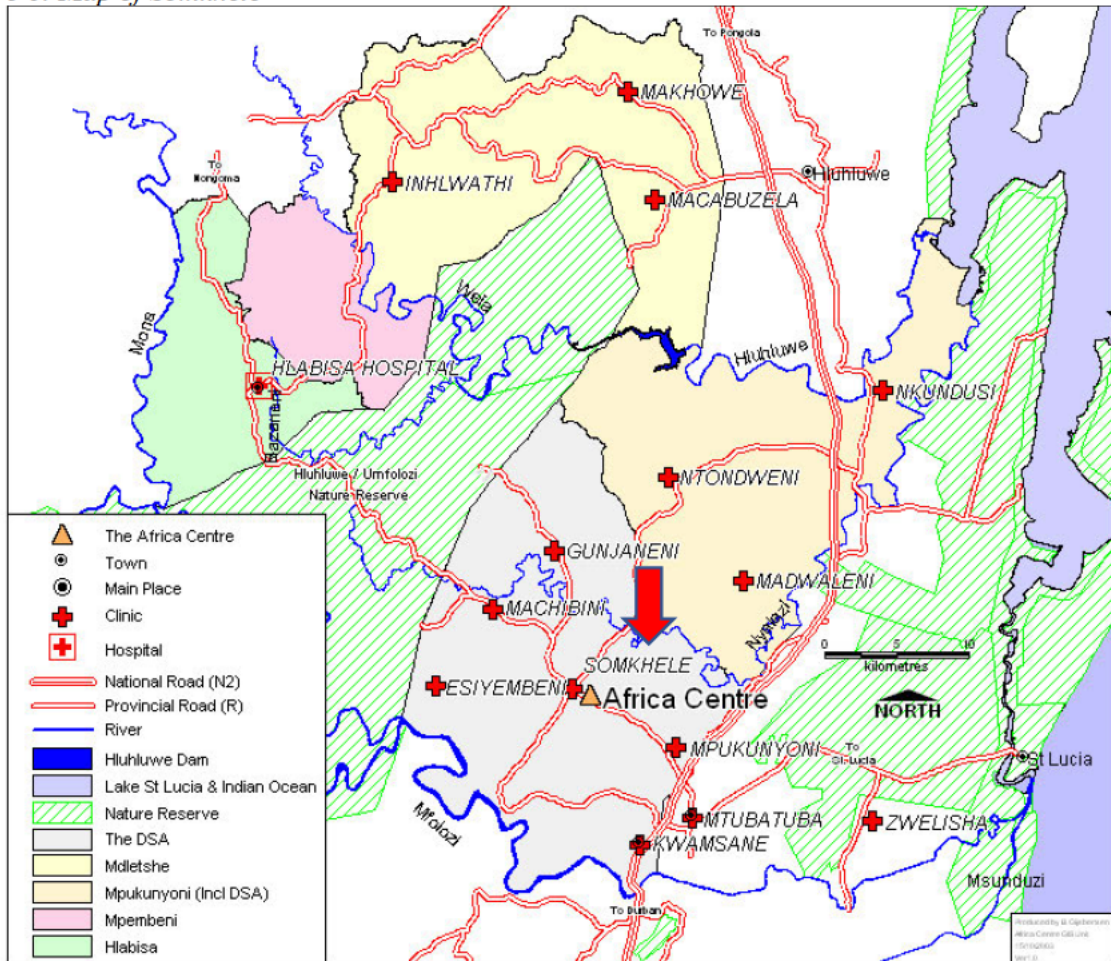 To Pongola
MAKHOWE
To
Nongoma
INHLWATHI
Hluhluwe
MACABUZELA
Mona
Wela
Hluhluwe
HLABISA HOSPITAL
NKUNDUSI
Hluhluwe / Umfolozi
Nature Reserve
NTONDWENI
GUNJANENI
MADWALENI
MACHIBINI
Nyalazi
0 5 10
kilometres
SOMKHELE
ESIYEMBENI
Africa Centre
NORTH
MPUKUNYONI
To
St. Lucia
St Lucia
Mfolozi
MTUBATUBA
ZWELISHA
KWAMSANE
Msunduzi
To Durban
The Africa Centre
Town
Main Place
Clinic
Hospital
National Road (N2)
Provincial Road (R)
River
Hluhluwe Dam
Lake St Lucia & Indian Ocean
Nature Reserve
The DSA
Mdletshe
Mpukunyoni (Incl DSA)
Mpembeni
Hlabisa
Africa Centre GIS Unit